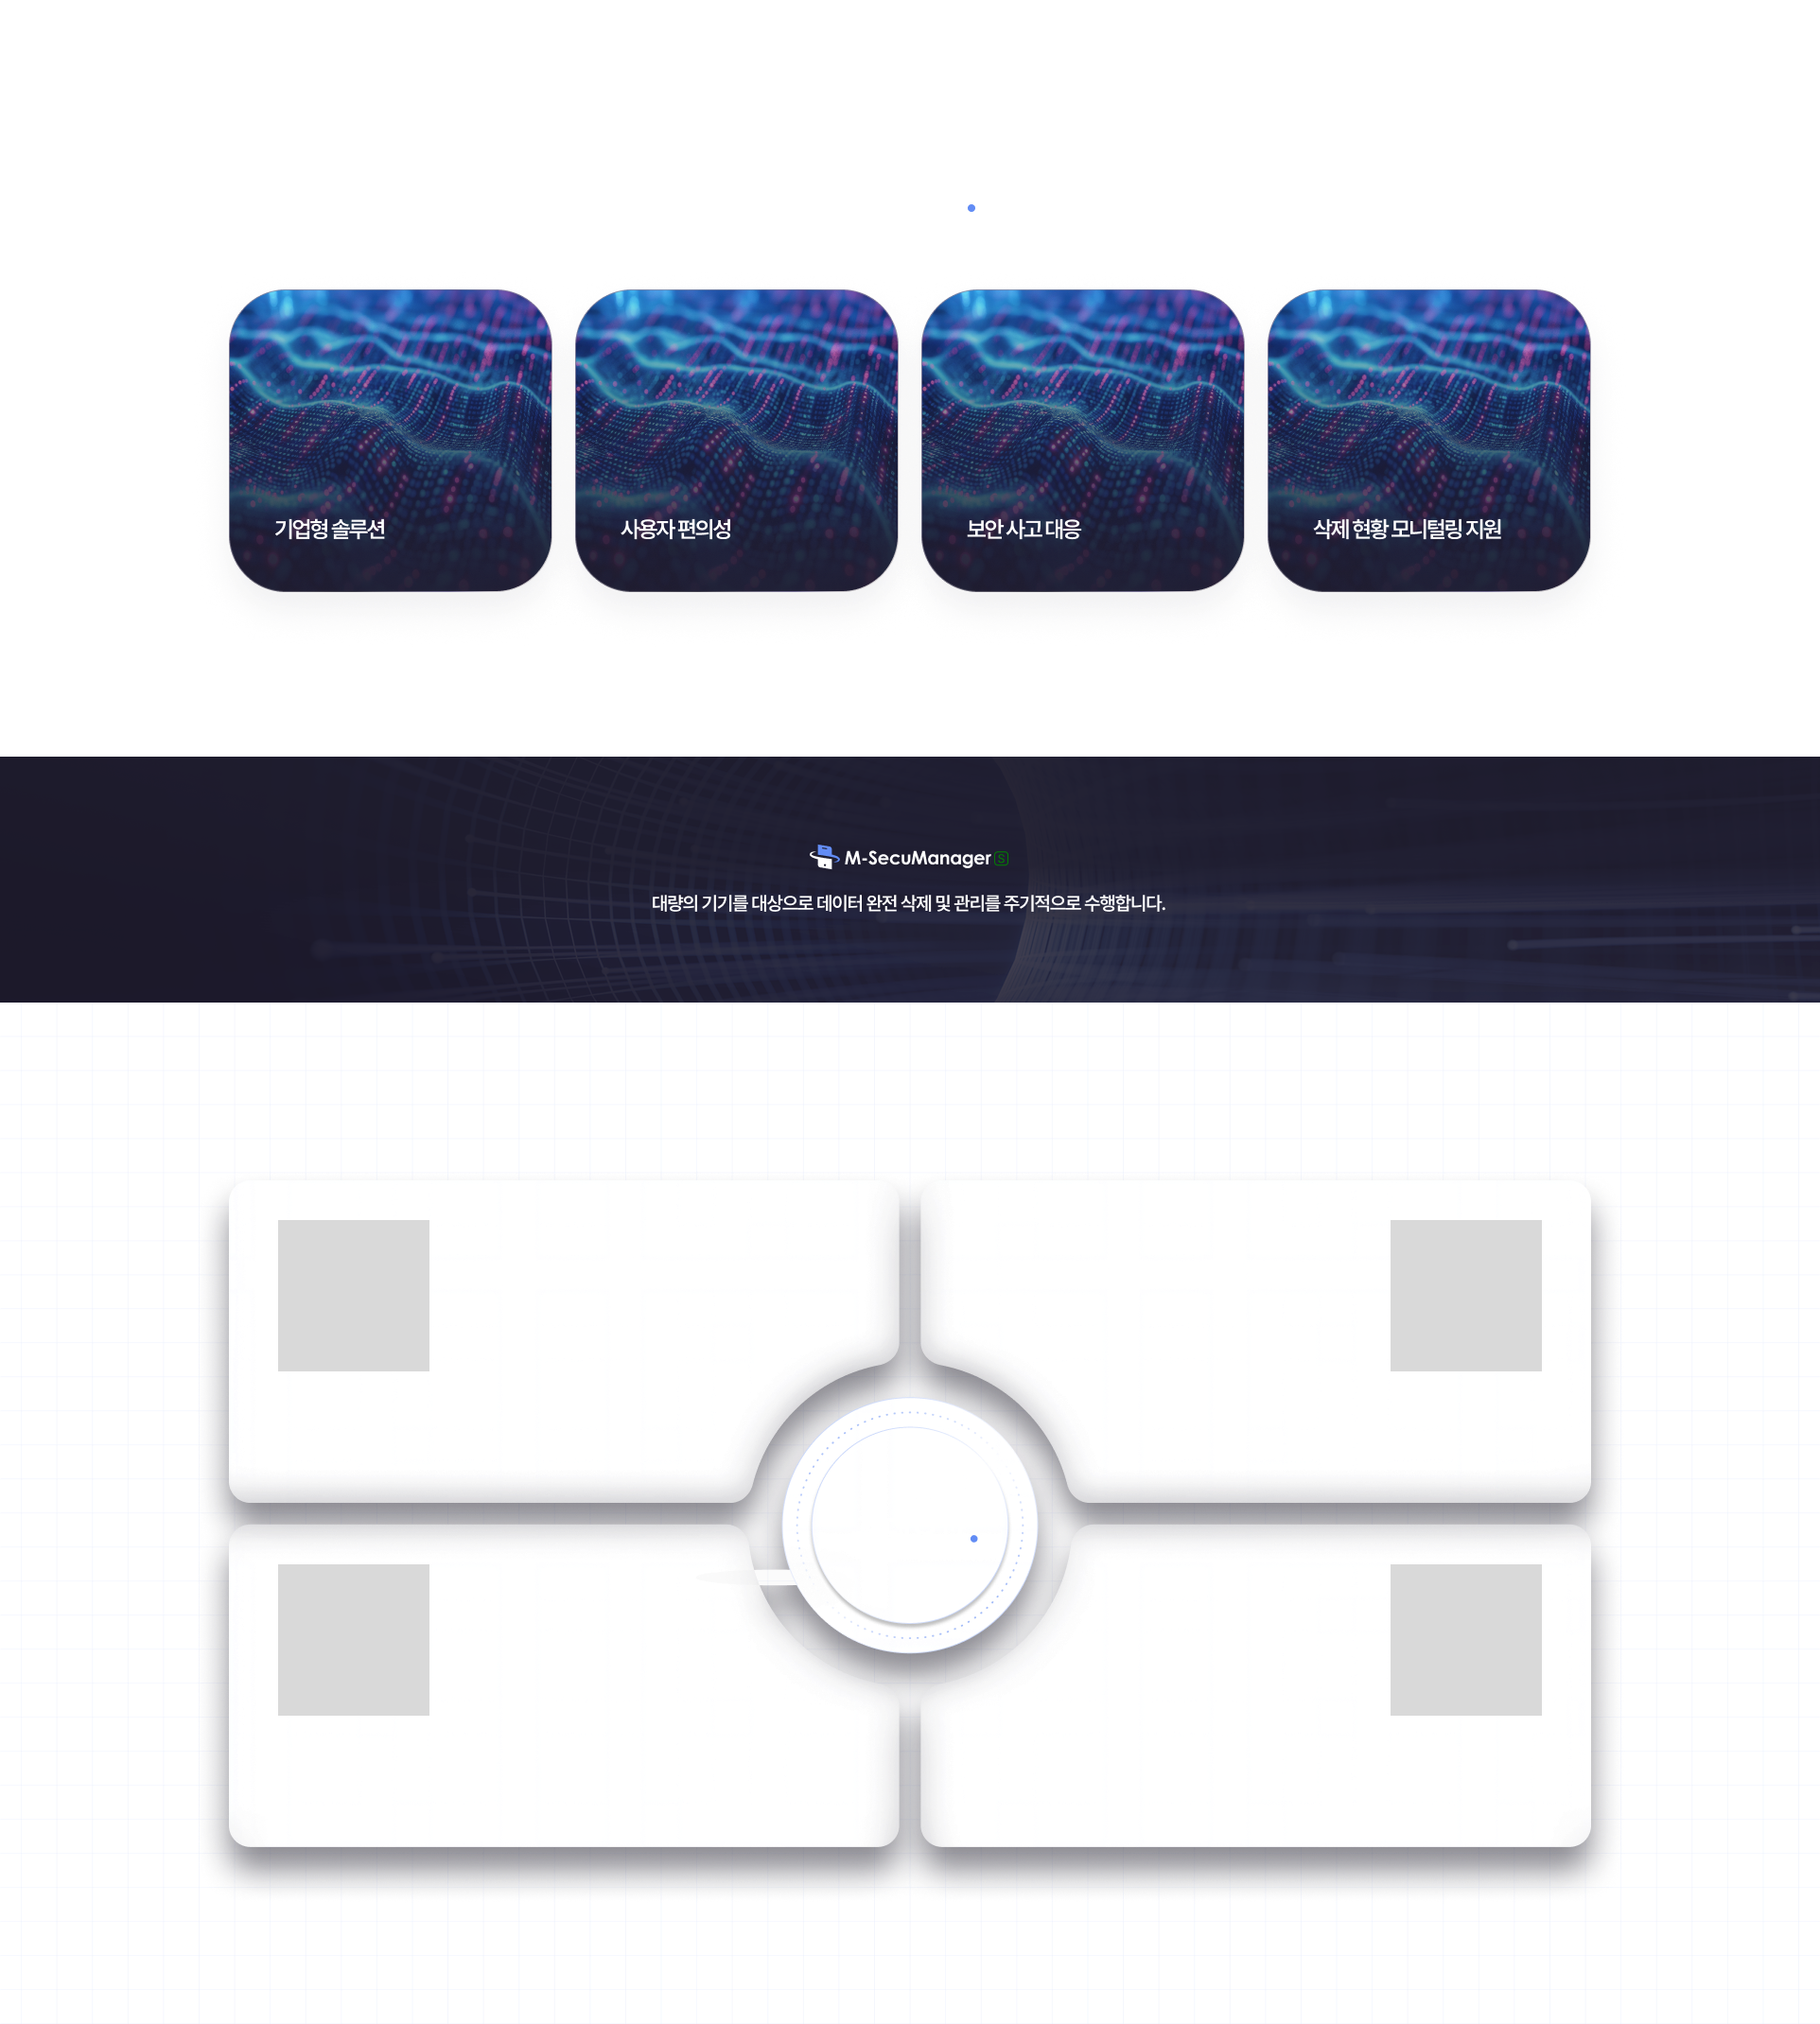 기업형 솔루션
사용자 편의성
보안 사고 대응
삭제 현황 모니털링 지원
M-SecuManager S
대량의 기기를 대상으로 데이터 완전 삭제 및 관리를 주기적으로 수행합니다.